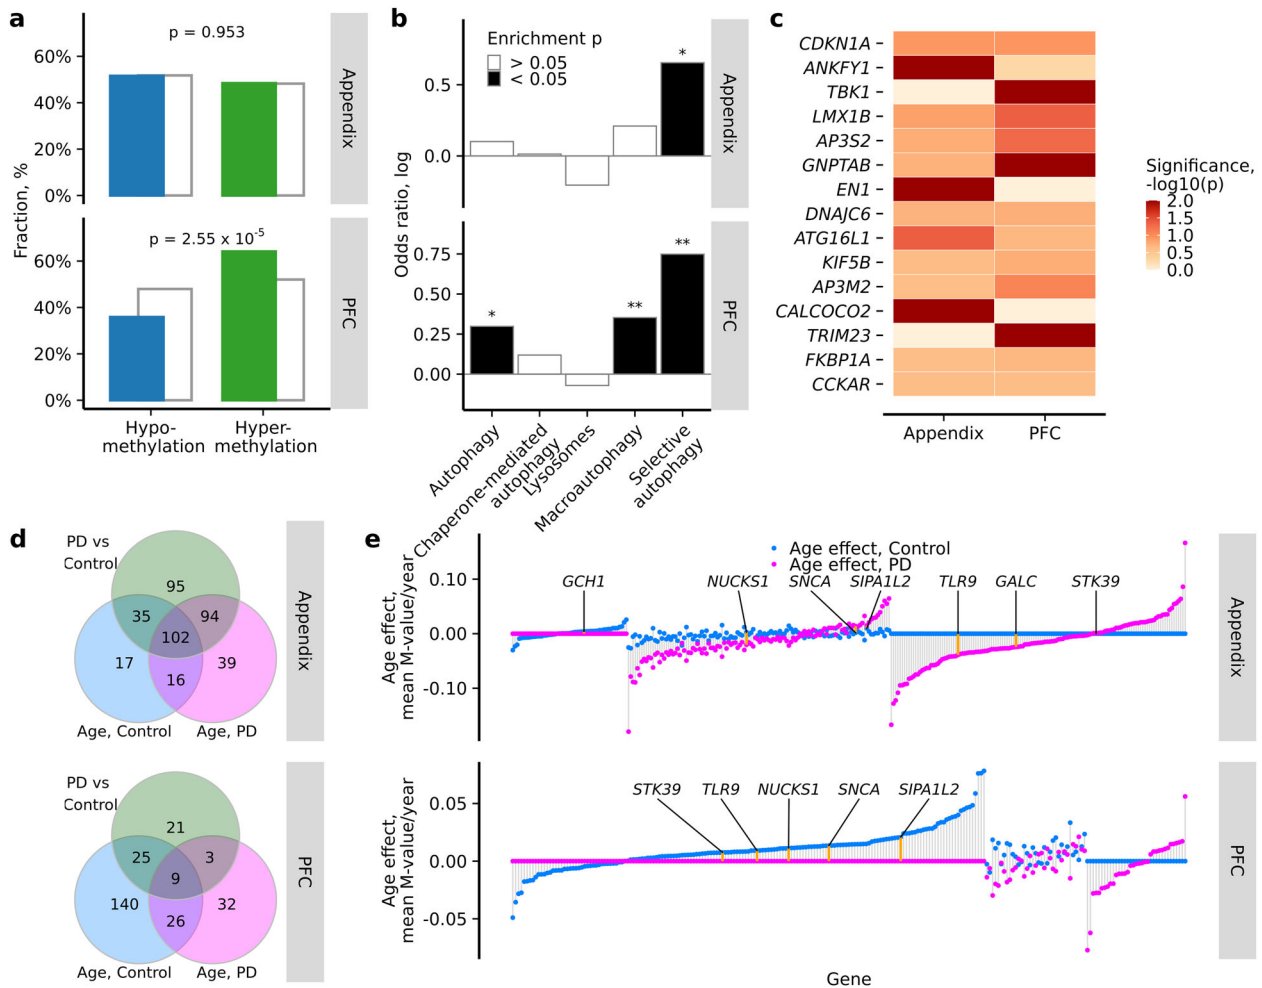 a
p = 0.953
60%
40%
20%
0%
Appendix
p = 2.55 x 10-5
60%
40%
20%
0%
PFC
Fraction, %
Hypo-
methylation
Hyper-
methylation
b
Enrichment p
> 0.05
< 0.05
*
0.5
0.0
Appendix
* ** **
0.75
0.50
0.25
0.00
PFC
Odds ratio, log
Autophagy
Chaperone-mediated
autophagy
Lysosomes
Macroautophagy
Selective
autophagy
c
CDKN1A
ANKFY1
TBK1
LMX1B
AP3S2
GNPTAB
EN1
DNAJC6
ATG16L1
KIF5B
AP3M2
CALCOCO2
TRIM23
FKBP1A
CCKAR
Appendix PFC
Significance,
-log10(p)
2.0
1.5
1.0
0.5
0.0
d
PD vs
Control
95
35 94
102
17 39
16
Age, Control Age, PD
Appendix
PD vs
Control
21
25 3
9
140 32
26
Age, Control Age, PD
PFC
e
Age effect, Control
Age effect, PD
GCH1 NUCKS1 SNCA SIPA1L2 TLR9 GALC STK39
0.10
0.00
-0.10
Age effect,
mean M-value/year
Appendix
STK39 TLR9 NUCKS1 SNCA SIPA1L2
0.05
0.00
-0.05
Age effect,
mean M-value/year
PFC
Gene